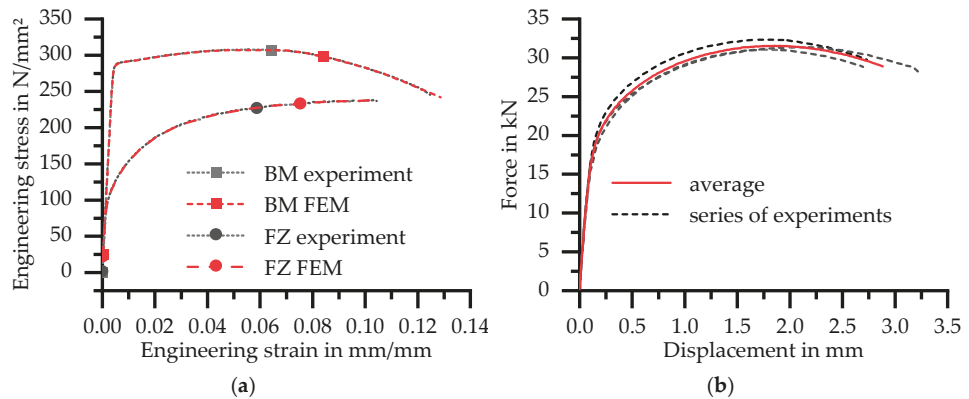 Engineering stress in N/mm²
350
300
250
200
150
100
50
0
BM experiment
BM FEM
FZ experiment
FZ FEM
0.00 0.02 0.04 0.06 0.08 0.10 0.12 0.14
Engineering strain in mm/mm
(a)
Force in kN
35
30
25
20
15
10
5
0
average
series of experiments
0.0 0.5 1.0 1.5 2.0 2.5 3.0 3.5
Displacement in mm
(b)